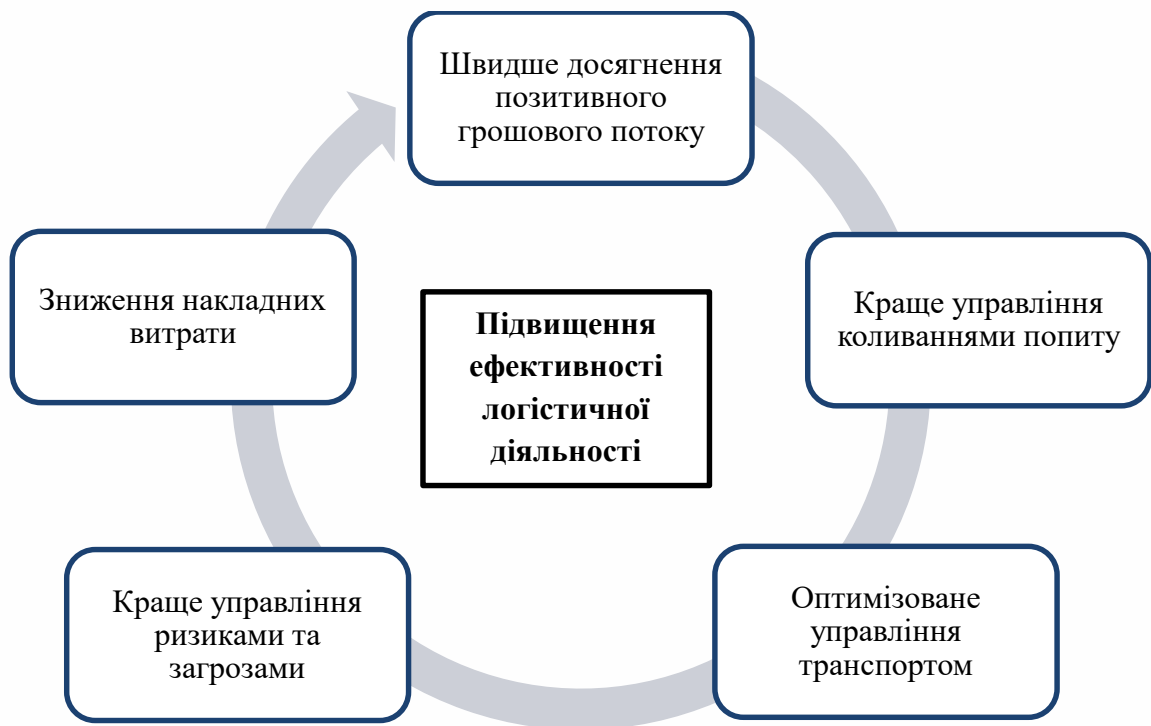 Швидше досягнення
позитивного
грошового потоку
Зниження накладних
витрати
Підвищення
ефективності
логістичної
діяльності
Краще управління
коливаннями попиту
Краще управління
ризиками та
загрозами
Оптимізоване
управління
транспортом